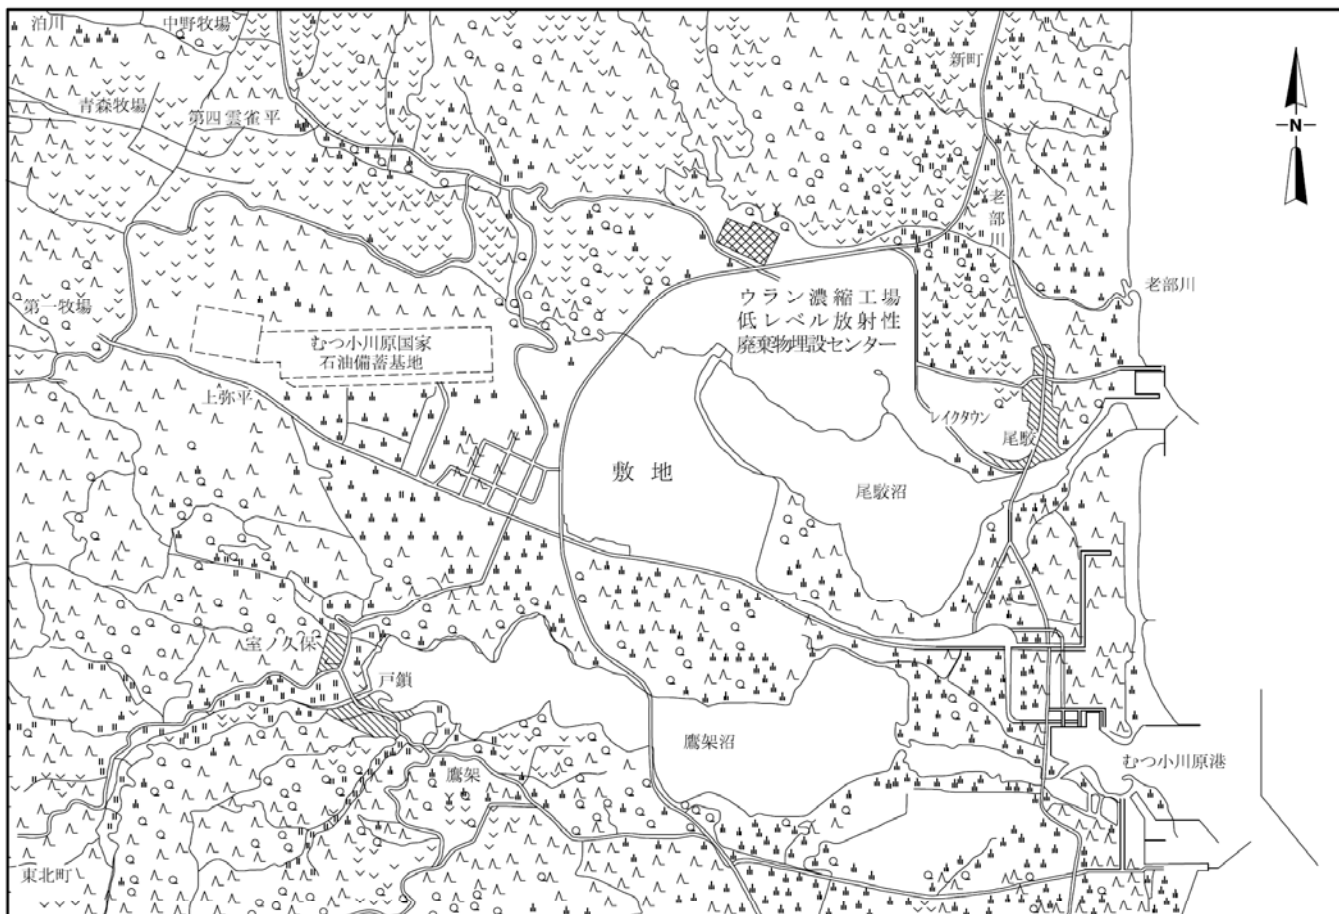 泊川
中野牧場
新町
青森牧場
第四雲雀平
N
老部川
老部川
第一牧場
ウラン濃縮工場
低レベル放射性
廃棄物埋設センター
むつ小川原国家
石油備蓄基地
上弥平
レイクタウン
尾駮
敷地
尾駮沼
室ノ久保
戸鎖
鷹架沼
むつ小川原港
鷹架
東北町